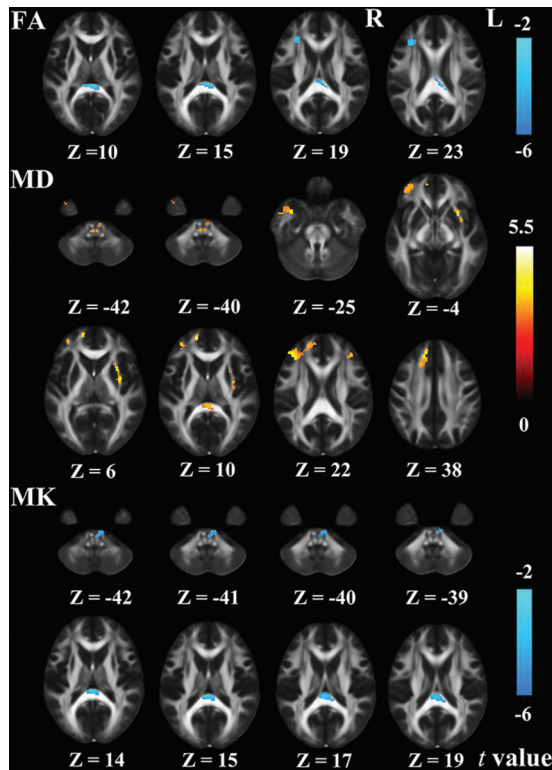 FA R L -2
Z =10 Z = 15 Z = 19 Z = 23 -6
MD
5.5
Z = -42 Z = -40 Z = -25 Z = -4
0
Z = 6 Z = 10 Z = 22 Z = 38
MK
Z = -42 Z = -41 Z = -40 Z = -39 -2
-6
Z = 14 Z = 15 Z = 17 Z = 19 t value